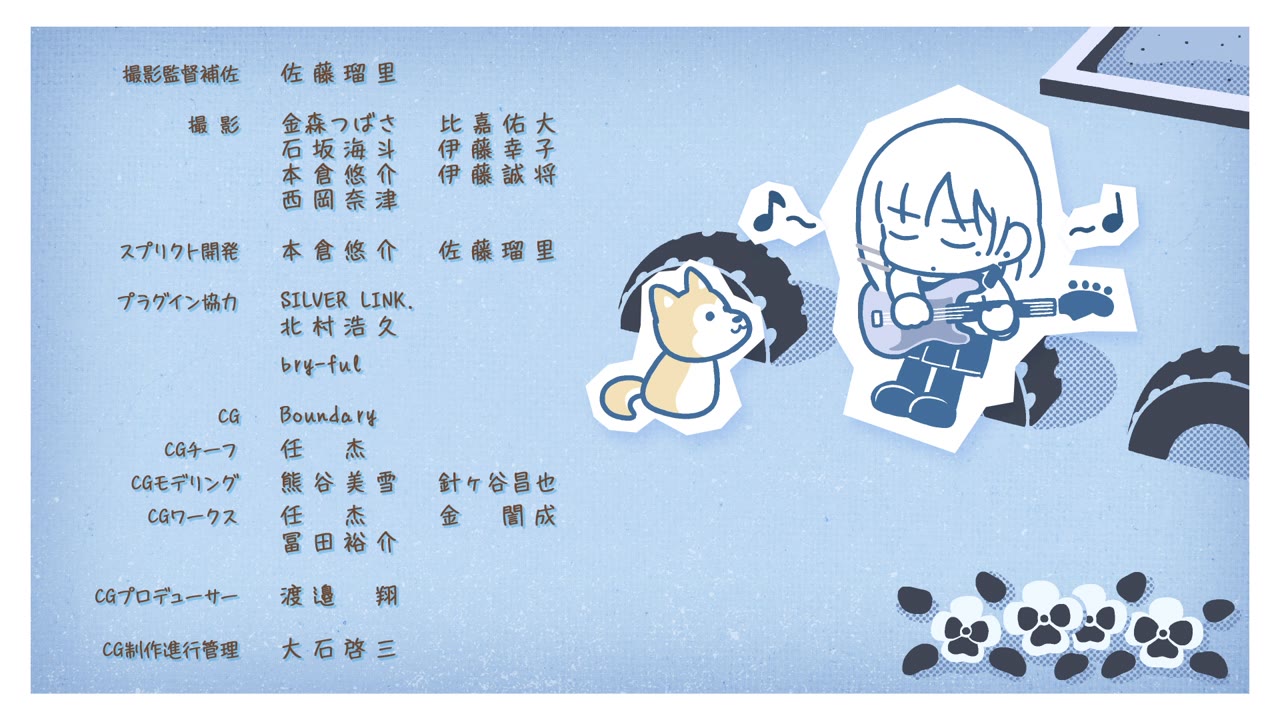 撮影監督補佐 佐藤瑠里
撮影 金森つばさ 比嘉佑大
石坂海斗 伊藤幸子
本倉悠介 伊藤誠将
西岡奈津
スプリクト開発 本倉悠介 佐藤瑠里
プラグイン協力 SILVER LINK.
北村浩久
bry-ful
CG Boundary
CGチーフ 任杰
CGモデリング 熊谷美雪 針ヶ谷昌也
CGワークス 任杰 金誾成
冨田裕介
CGプロデューサー 渡邉翔
CG制作進行管理 大石啓三